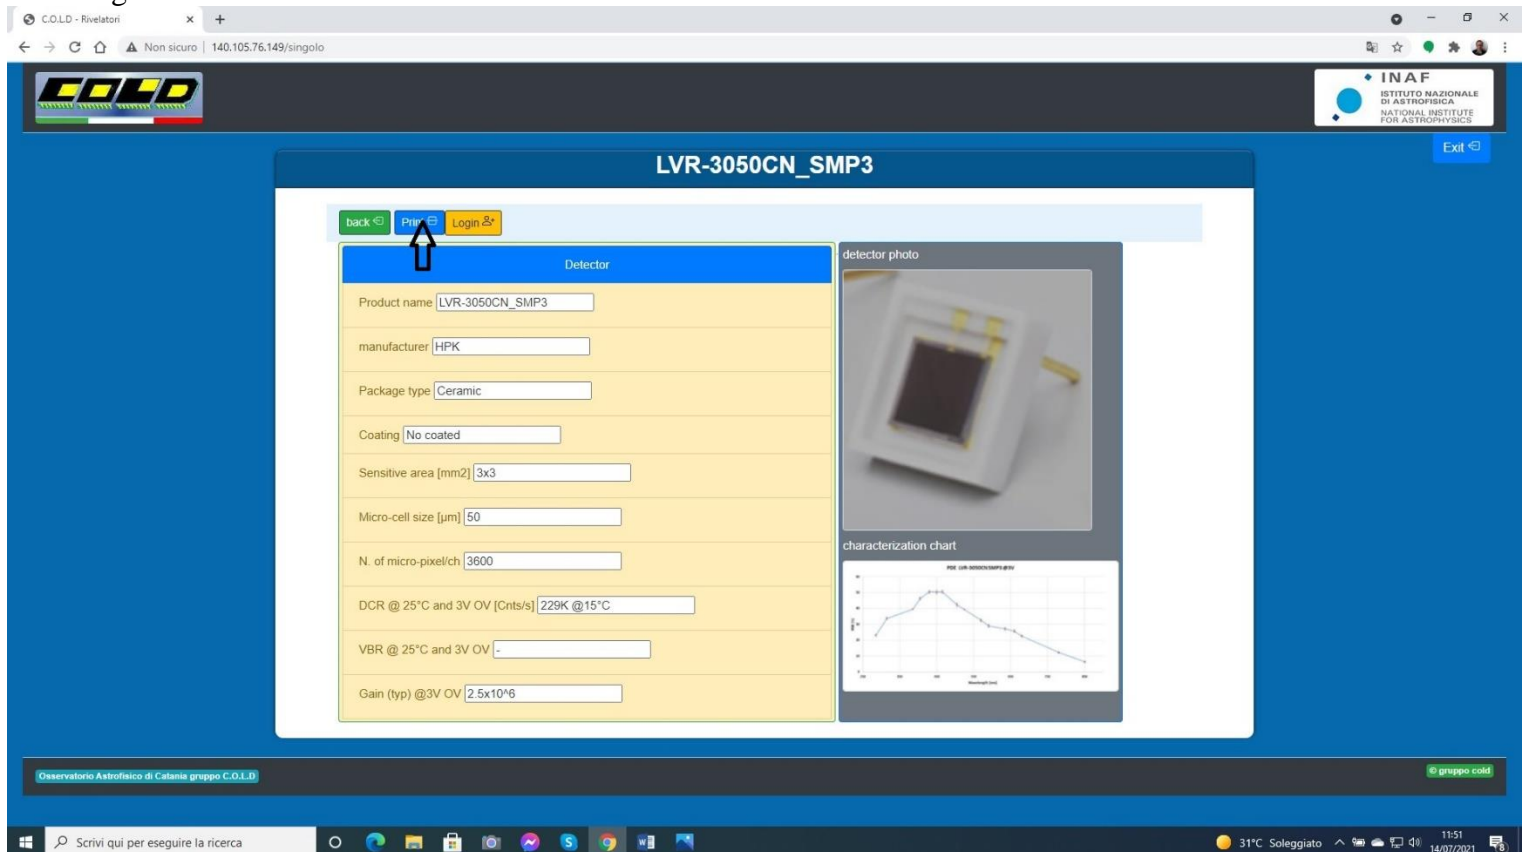 C.O.L.D - Rivelatori
Non sicuro | 140.105.76.149/singolo
COLD
INAF
ISTITUTO NAZIONALE
DI ASTROFISICA
NATIONAL INSTITUTE
FOR ASTROPHYSICS
Exit
LVR-3050CN_SMP3
back Print Login
Detector
Product name LVR-3050CN_SMP3
manufacturer HPK
Package type Ceramic
Coating No coated
Sensitive area [mm2] 3x3
Micro-cell size [µm] 50
N. of micro-pixel/ch 3600
DCR @ 25°C and 3V OV [Cnts/s] 229K @15°C
VBR @ 25°C and 3V OV -
Gain (typ) @3V OV 2.5x10^6
detector photo
characterization chart
Osservatorio Astrofisico di Catania gruppo C.O.L.D
© gruppo cold
Scrivi qui per eseguire la ricerca
31°C Soleggiato
11:51
14/07/2021